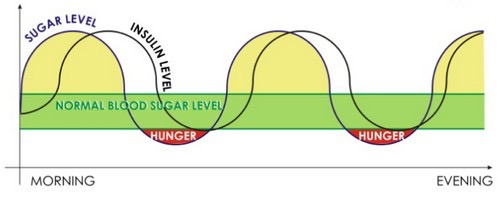 SUGAR LEVEL
INSULIN LEVEL
NORMAL BLOOD SUGAR LEVEL
HUNGER
HUNGER
MORNING
EVENING